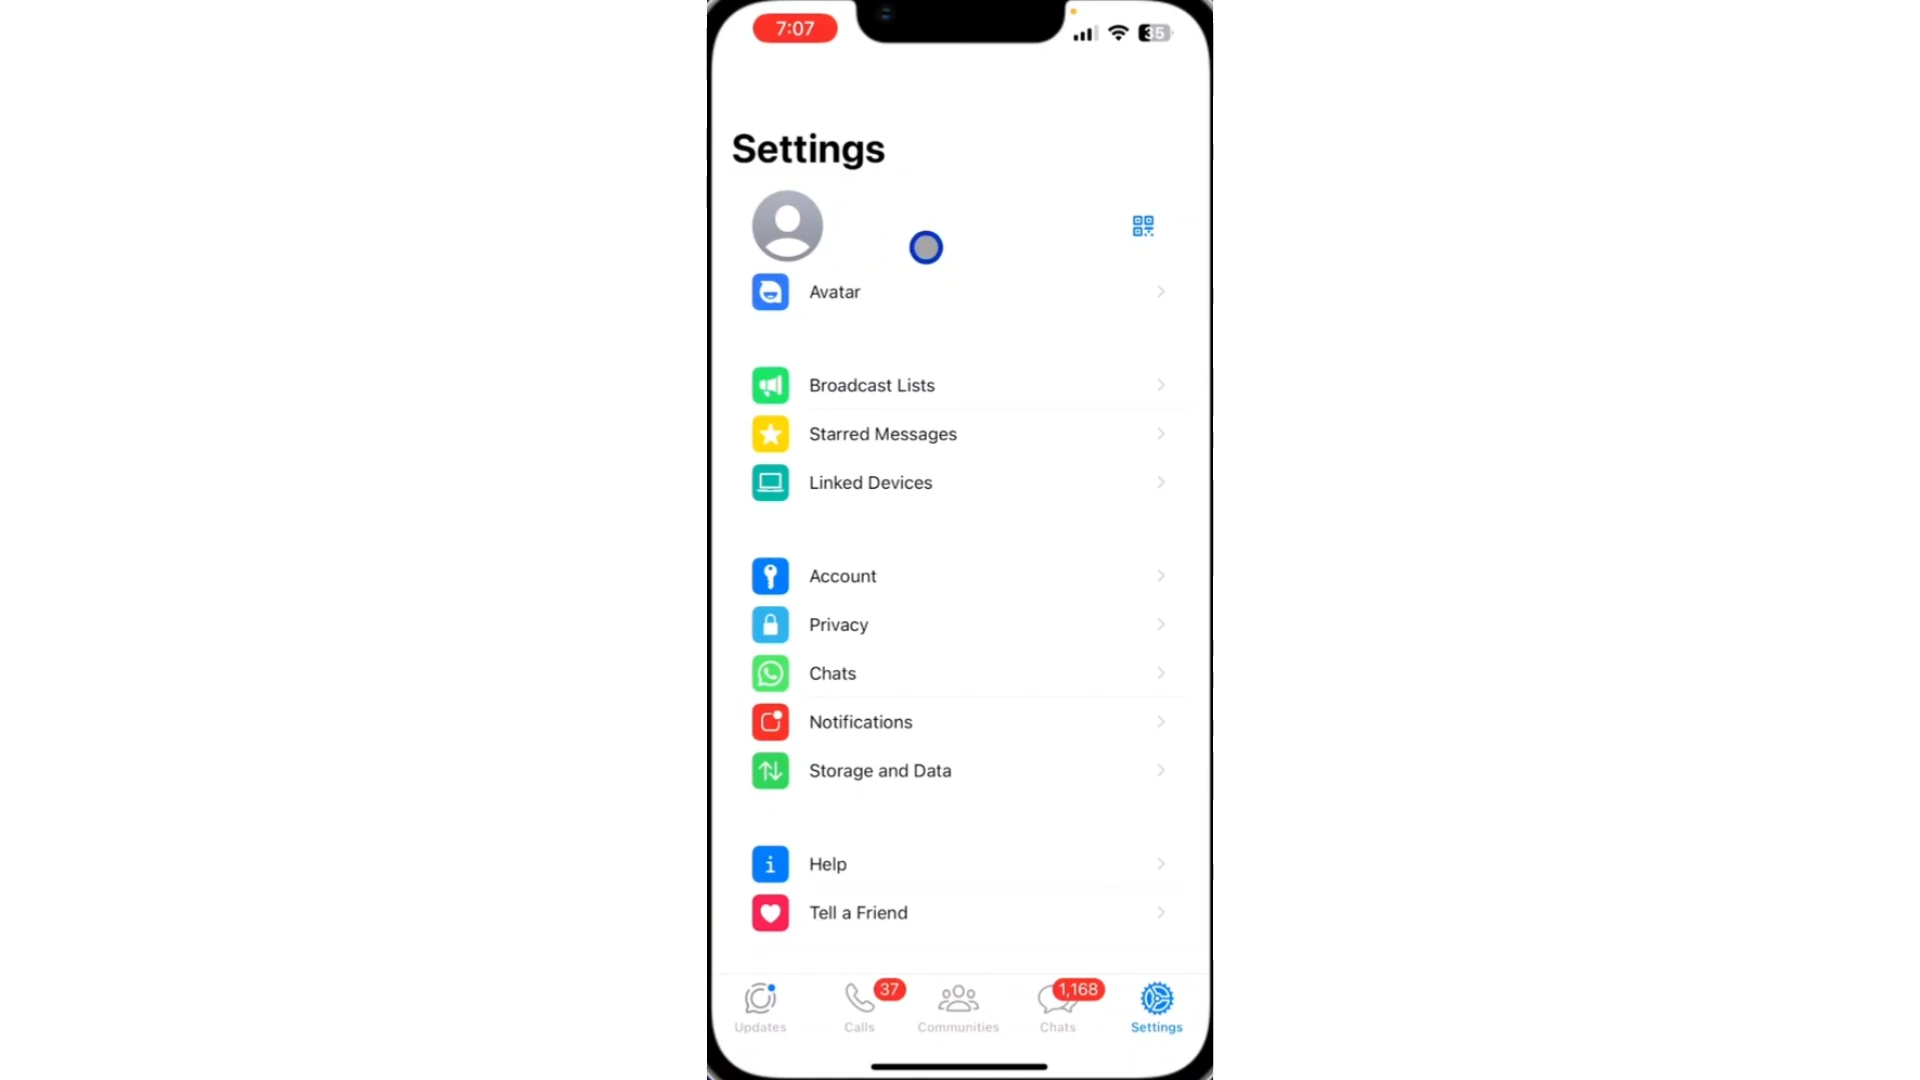 7:07
35
Settings
Avatar
Broadcast Lists
Starred Messages
Linked Devices
Account
Privacy
Chats
Notifications
Storage and Data
Help
Tell a Friend
37
1,168
Updates
Calls
Communities
Chats
Settings